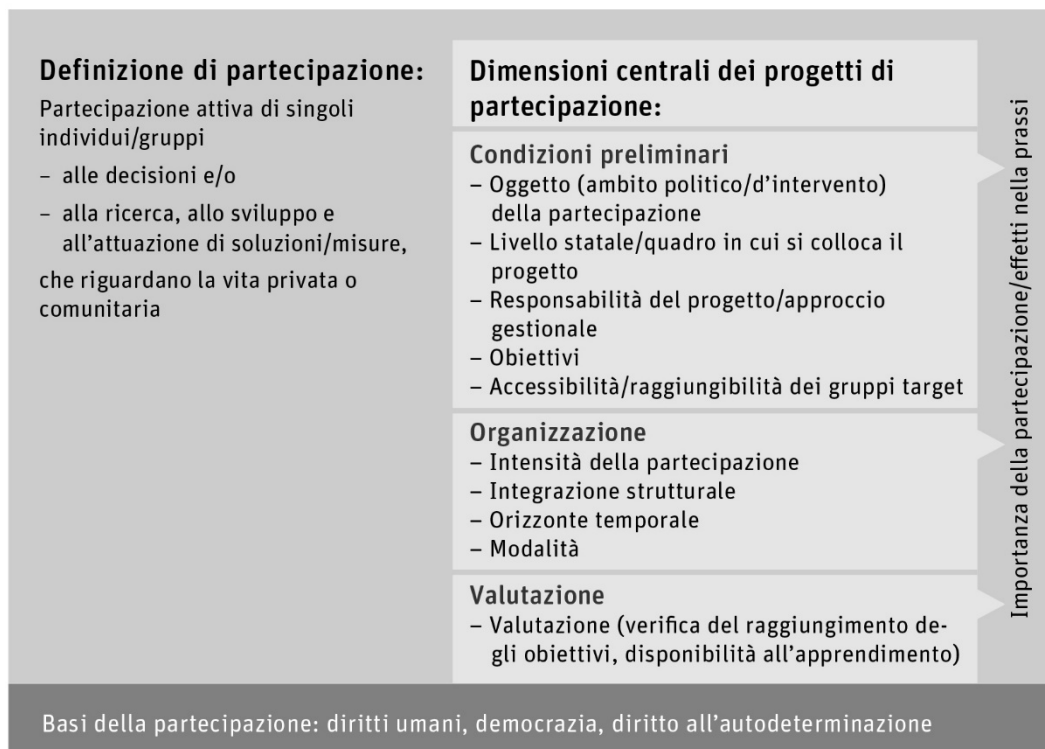 Definizione di partecipazione:
Partecipazione attiva di singoli
individui/gruppi
– alle decisioni e/o
– alla ricerca, allo sviluppo e
all'attuazione di soluzioni/misure,
che riguardano la vita privata o
comunitaria
Dimensioni centrali dei progetti di
partecipazione:
Condizioni preliminari
– Oggetto (ambito politico/d'intervento)
della partecipazione
– Livello statale/quadro in cui si colloca il
progetto
– Responsabilità del progetto/approccio
gestionale
– Obiettivi
– Accessibilità/raggiungibilità dei gruppi target
Organizzazione
– Intensità della partecipazione
– Integrazione strutturale
– Orizzonte temporale
– Modalità
Valutazione
– Valutazione (verifica del raggiungimento de-
gli obiettivi, disponibilità all'apprendimento)
Importanza della partecipazione/effetti nella prassi
Basi della partecipazione: diritti umani, democrazia, diritto all'autodeterminazione